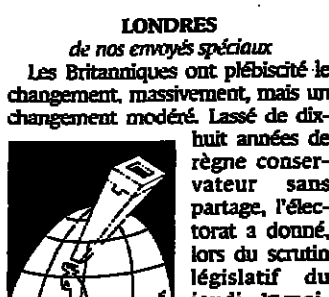 LONDRES
de nos envoyés spéciaux
Les Britanniques ont plébiscité le
changement, massivement, mais un
changement modéré. Lassé de dix-
huit années de
règne conser-
vateur sans
partage, l'élec-
torat a donné,
lors du scrutin
législatif du